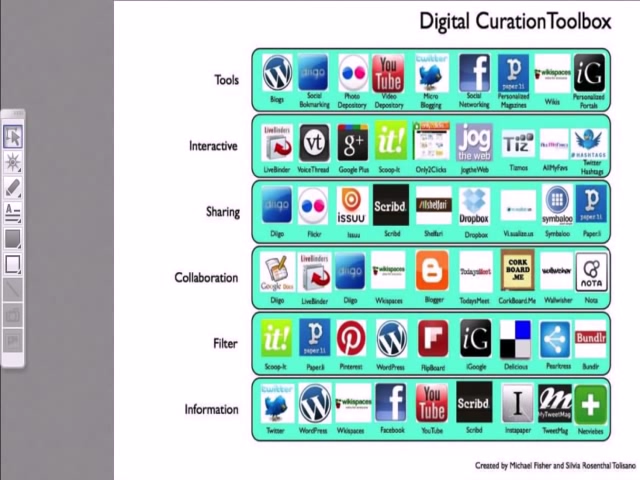 Digital CurationToolbox
Tools
Blogs Social Bookmarking Photo Depository Video Depository Micro Blogging Social Networking Personalized Magazines Wikis Personalized Portals
Interactive
LiveBinder VoiceThread Google Plus Scoop-It Only2Clicks JogtheWeb Tizmos AllMyFavs Twitter Hashtags
Sharing
Diigo Flickr Issuu Scribd Shelfari Dropbox Vi.sualize.us Symbaloo Paper.li
Collaboration
Diigo LiveBinder Diigo Wikispaces Blogger TodaysMeet CorkBoard.Me Wallwisher Nota
Filter
Scoop-It Paper.li Pinterest WordPress FlipBoard iGoogle Delicious Pearltrees Bundlr
Information
Twitter WordPress Wikispaces Facebook YouTube Scribd Instapaper TweetMag Netvibes
Created by Michael Fisher and Silvia Rosenthal Tolisano